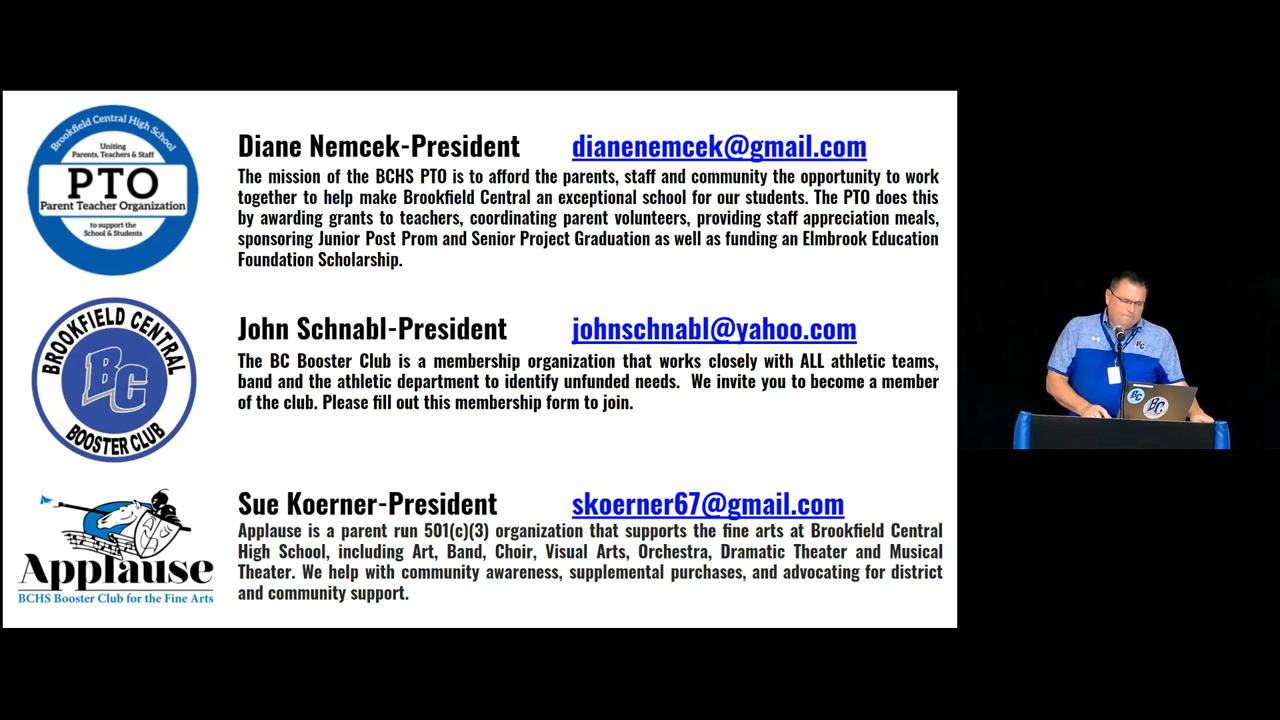 Brookfield Central High School
Uniting
Parents, Teachers & Staff
PTO
Parent Teacher Organization
to support the
School & Students
Diane Nemcek-President dianenemcek@gmail.com
The mission of the BCHS PTO is to afford the parents, staff and community the opportunity to work
together to help make Brookfield Central an exceptional school for our students. The PTO does this
by awarding grants to teachers, coordinating parent volunteers, providing staff appreciation meals,
sponsoring Junior Post Prom and Senior Project Graduation as well as funding an Elmbrook Education
Foundation Scholarship.
BROOKFIELD CENTRAL
BC
BOOSTER CLUB
John Schnabl-President johnschnabl@yahoo.com
The BC Booster Club is a membership organization that works closely with ALL athletic teams,
band and the athletic department to identify unfunded needs. We invite you to become a member
of the club. Please fill out this membership form to join.
Applause
BCHS Booster Club for the Fine Arts
Sue Koerner-President skoerner67@gmail.com
Applause is a parent run 501(c)(3) organization that supports the fine arts at Brookfield Central
High School, including Art, Band, Choir, Visual Arts, Orchestra, Dramatic Theater and Musical
Theater. We help with community awareness, supplemental purchases, and advocating for district
and community support.
BC
BC
BC